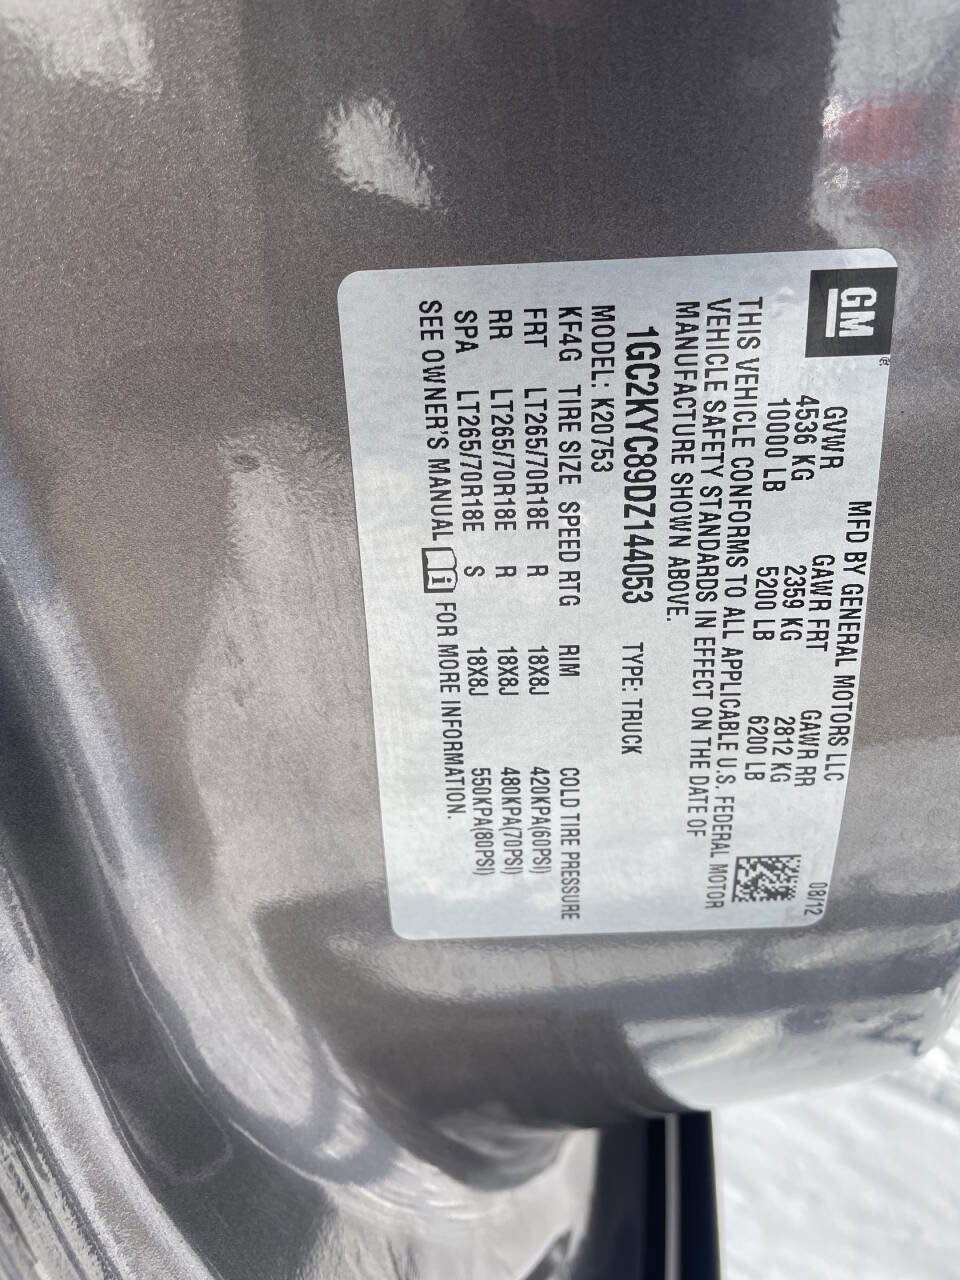 GM
MFD BY GENERAL MOTORS LLC 08/12
GVWR GAWR FRT GAWR RR
4536 KG 2359 KG 2812 KG
10000 LB 5200 LB 6200 LB
THIS VEHICLE CONFORMS TO ALL APPLICABLE U.S. FEDERAL MOTOR
VEHICLE SAFETY STANDARDS IN EFFECT ON THE DATE OF
MANUFACTURE SHOWN ABOVE.
1GC2KYC89DZ144053 TYPE: TRUCK
MODEL: K20753
KF4G TIRE SIZE SPEED RTG RIM COLD TIRE PRESSURE
FRT LT265/70R18E R 18X8J 420KPA(60PSI)
RR LT265/70R18E R 18X8J 480KPA(70PSI)
SPA LT265/70R18E S 18X8J 550KPA(80PSI)
SEE OWNER'S MANUAL i FOR MORE INFORMATION.